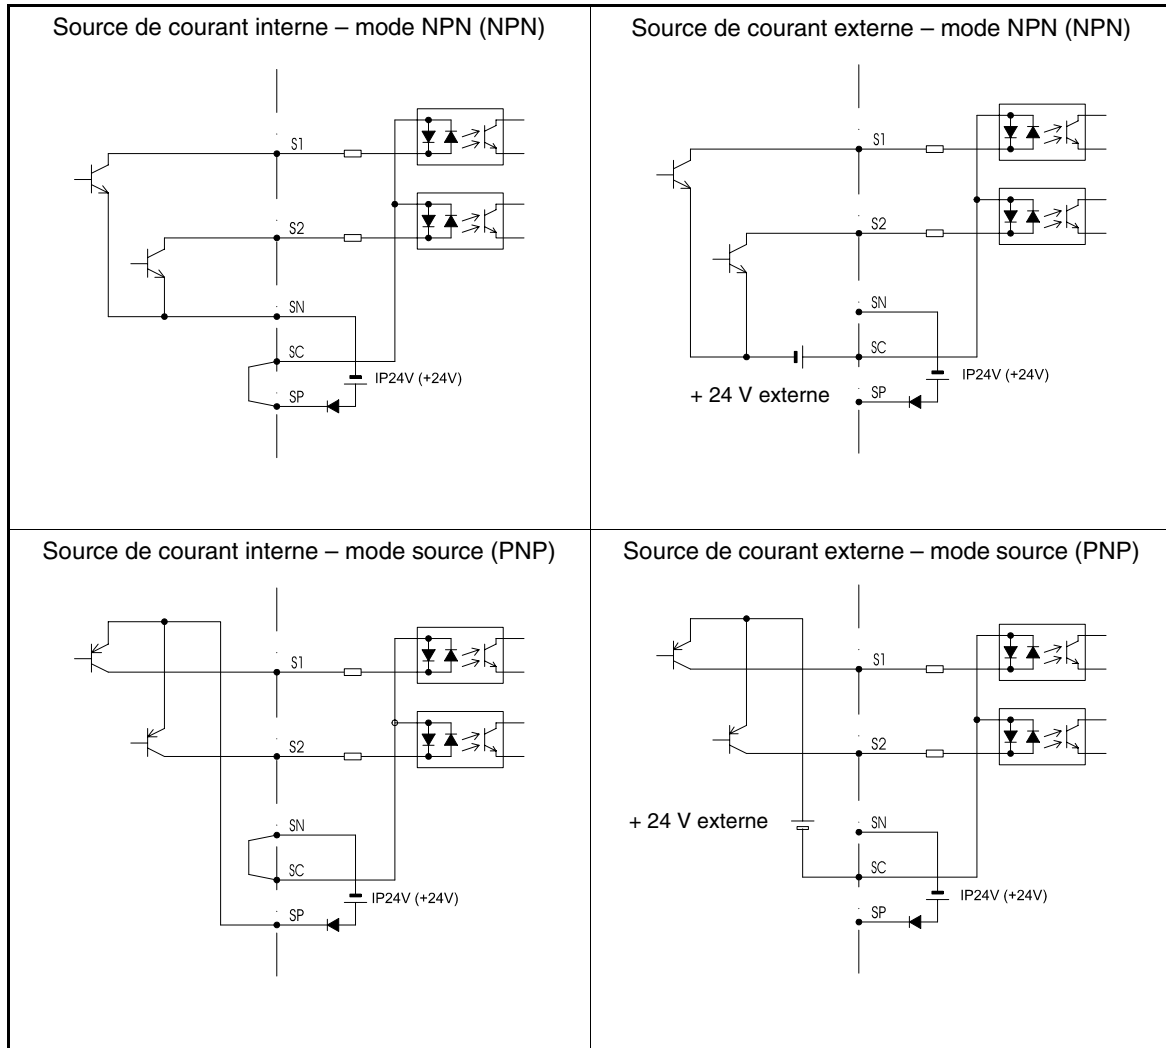 Source de courant interne – mode NPN (NPN)
S1
S2
SN
SC
IP24V (+24V)
SP
Source de courant externe – mode NPN (NPN)
S1
S2
SN
SC
IP24V (+24V)
+ 24 V externe
SP
Source de courant interne – mode source (PNP)
S1
S2
SN
SC
IP24V (+24V)
SP
Source de courant externe – mode source (PNP)
S1
S2
+ 24 V externe
SN
SC
IP24V (+24V)
SP